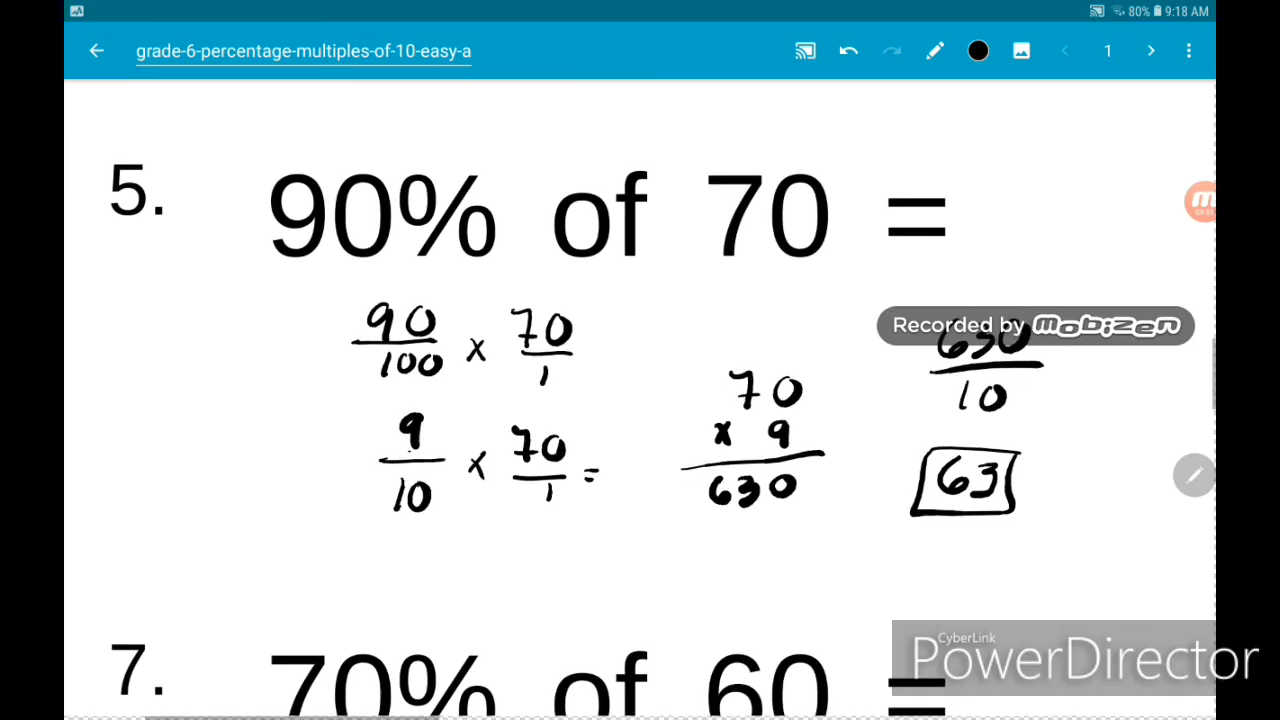 80% 9:18 AM
grade-6-percentage-multiples-of-10-easy-a
1
5. 90% of 70 =
90/100 x 70/1
Recorded by MOBIZEN
630/10
9/10 x 70/1 =
70
x 9
630
63
CyberLink
PowerDirector
7. 70% of 60 =